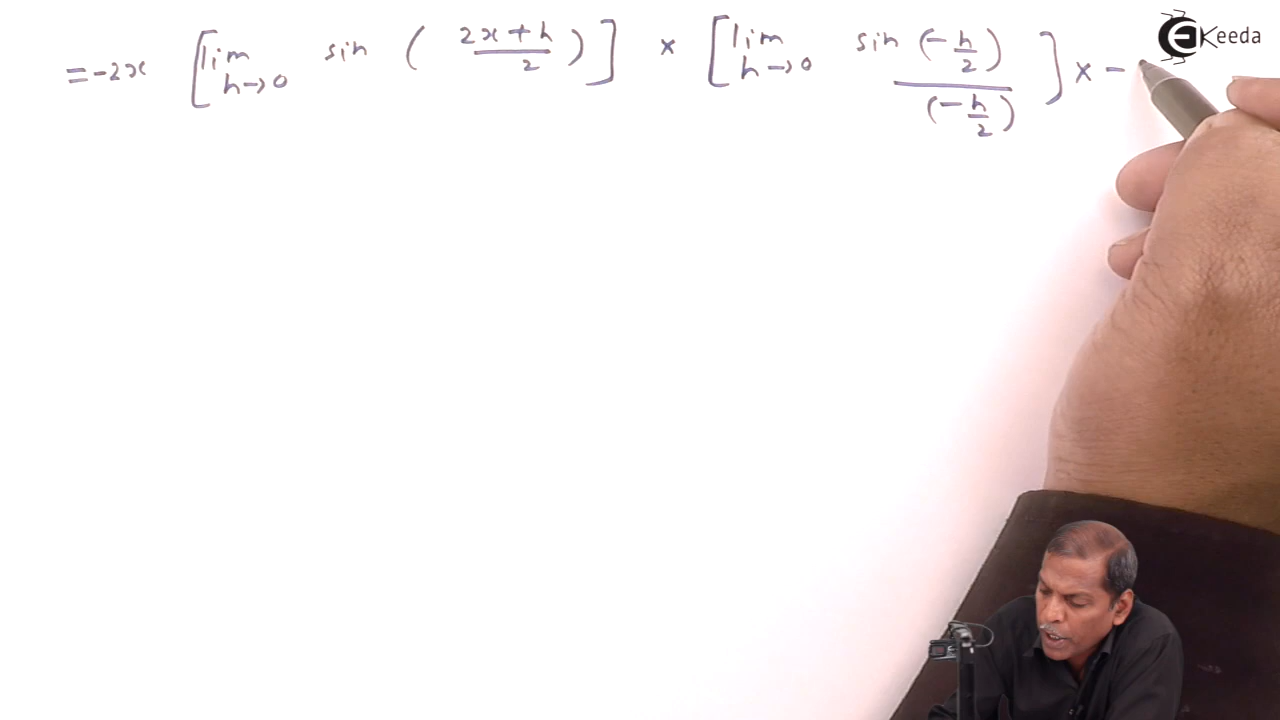 = -2x [ lim h→0 sin ( (2x+h)/2 ) ] × [ lim h→0 sin(-h/2) / (-h/2) ] × -
EKeeda